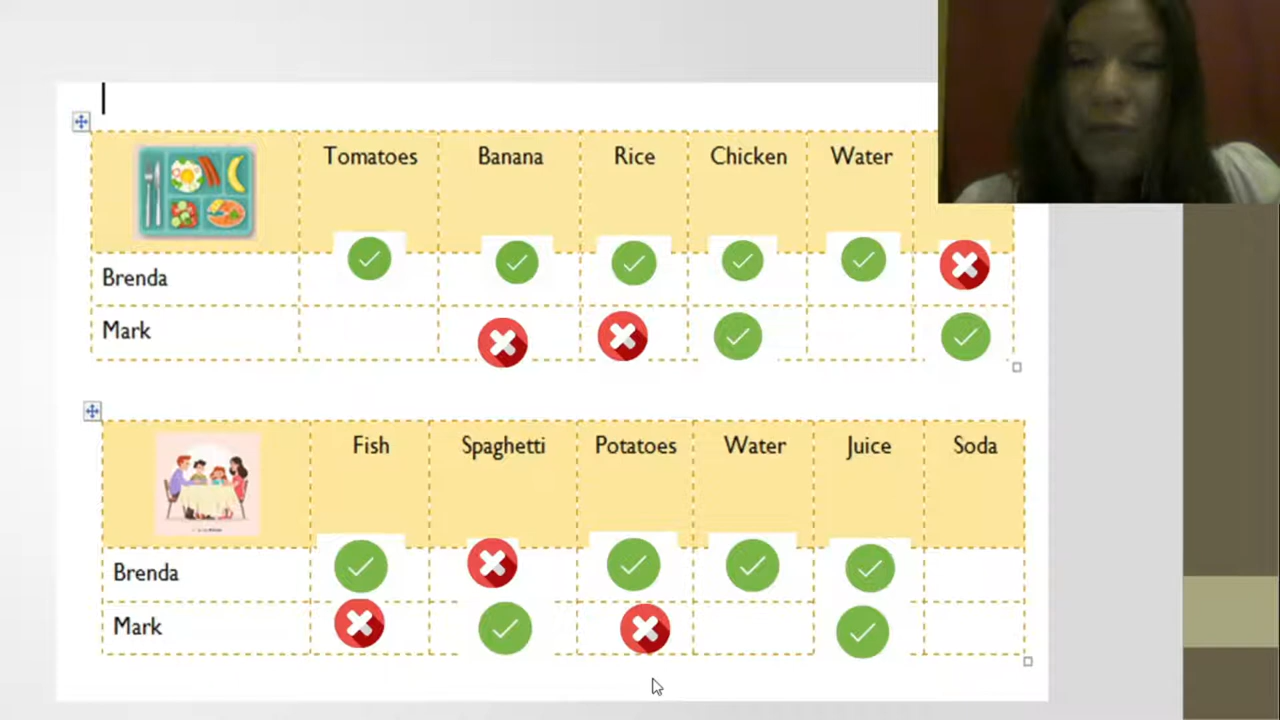 Tomatoes Banana Rice Chicken Water
Brenda
Mark
Fish Spaghetti Potatoes Water Juice Soda
Brenda
Mark